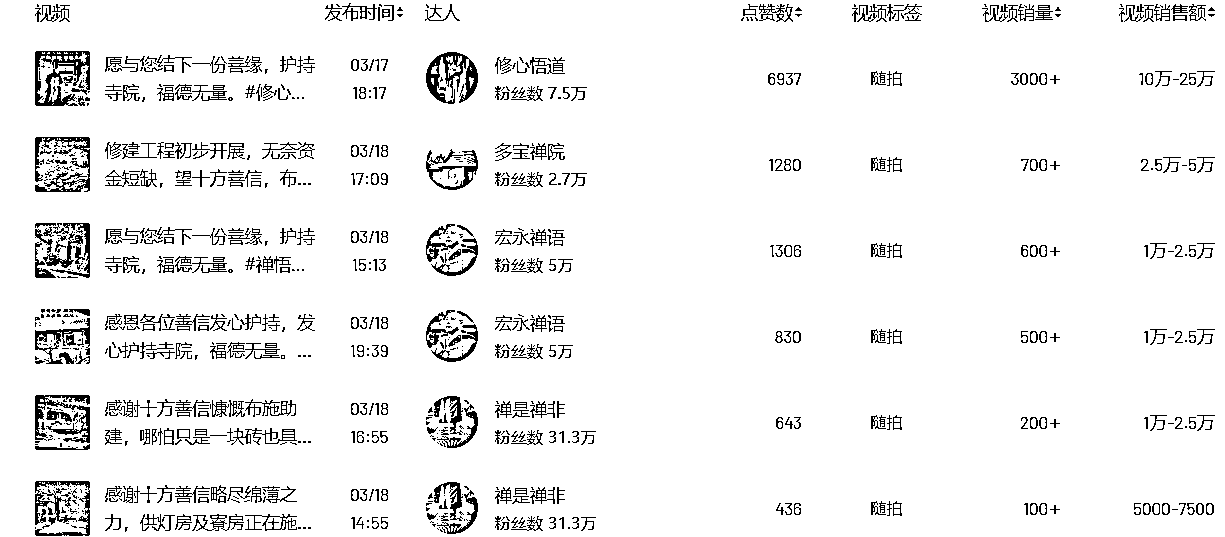 视频 发布时间 达人 点赞数 视频标签 视频销量 视频销售额
愿与您结下一份善缘，护持 03/17 修心悟道
6937 随拍 3000+ 10万-25万
寺院，福德无量。#修心... 18:17 粉丝数 7.5万
修建工程初步开展，无奈资 03/18 多宝禅院
1280 随拍 700+ 2.5万-5万
金短缺，望十方善信，布... 17:09 粉丝数 2.7万
愿与您结下一份善缘，护持 03/18 宏永禅语
1306 随拍 600+ 1万-2.5万
寺院，福德无量。#禅悟... 15:13 粉丝数 5万
感恩各位善信发心护持，发 03/18 宏永禅语
830 随拍 500+ 1万-2.5万
心护持寺院，福德无量。... 19:39 粉丝数 5万
感谢十方善信慷慨布施助 03/18 禅是禅非
643 随拍 200+ 1万-2.5万
建，哪怕只是一块砖也具... 16:55 粉丝数 31.3万
感谢十方善信略尽绵薄之 03/18 禅是禅非
436 随拍 100+ 5000-7500
力，供灯房及寮房正在施... 14:55 粉丝数 31.3万